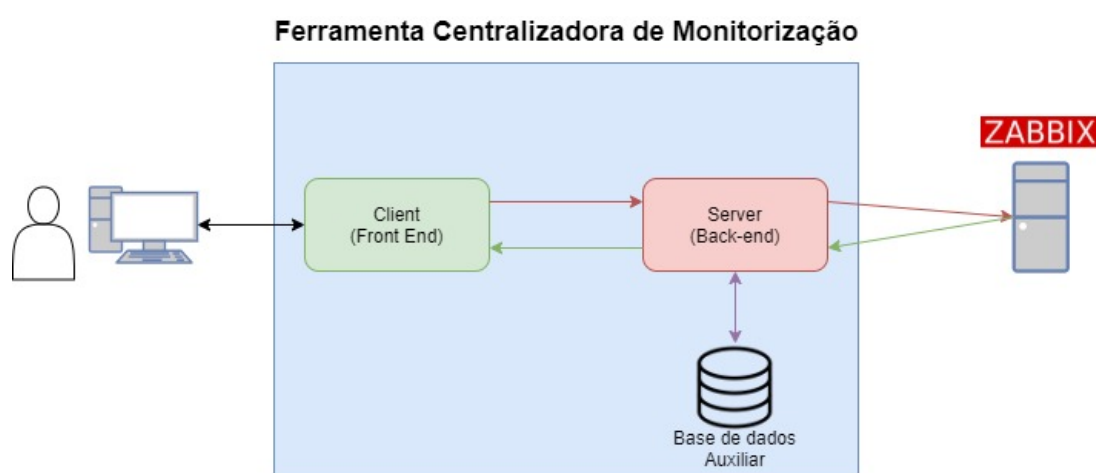 Ferramenta Centralizadora de Monitorização
ZABBIX
Client
(Front End)
Server
(Back-end)
Base de dados
Auxiliar